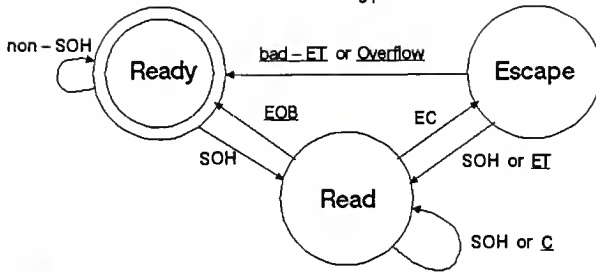 non-SOH
Ready
bad-ET or Overflow
Escape
EOB
EC
SOH
SOH or ET
Read
SOH or C